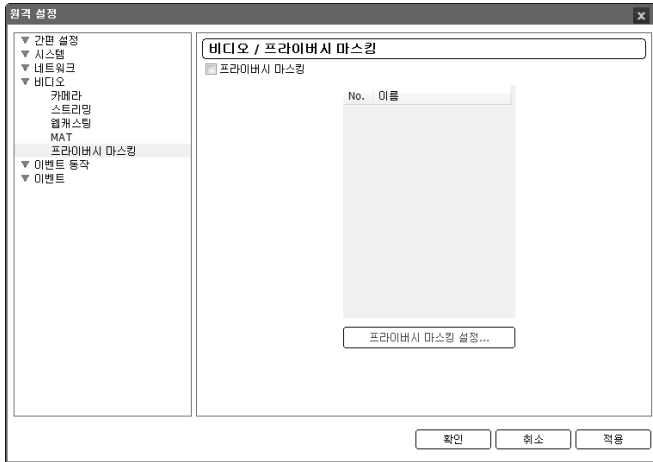 원격 설정
x
간편 설정
시스템
네트워크
비디오
카메라
스트리밍
웹캐스팅
MAT
프라이버시 마스킹
이벤트 동작
이벤트
비디오 / 프라이버시 마스킹
프라이버시 마스킹
No. 이름
프라이버시 마스킹 설정...
확인 취소 적용